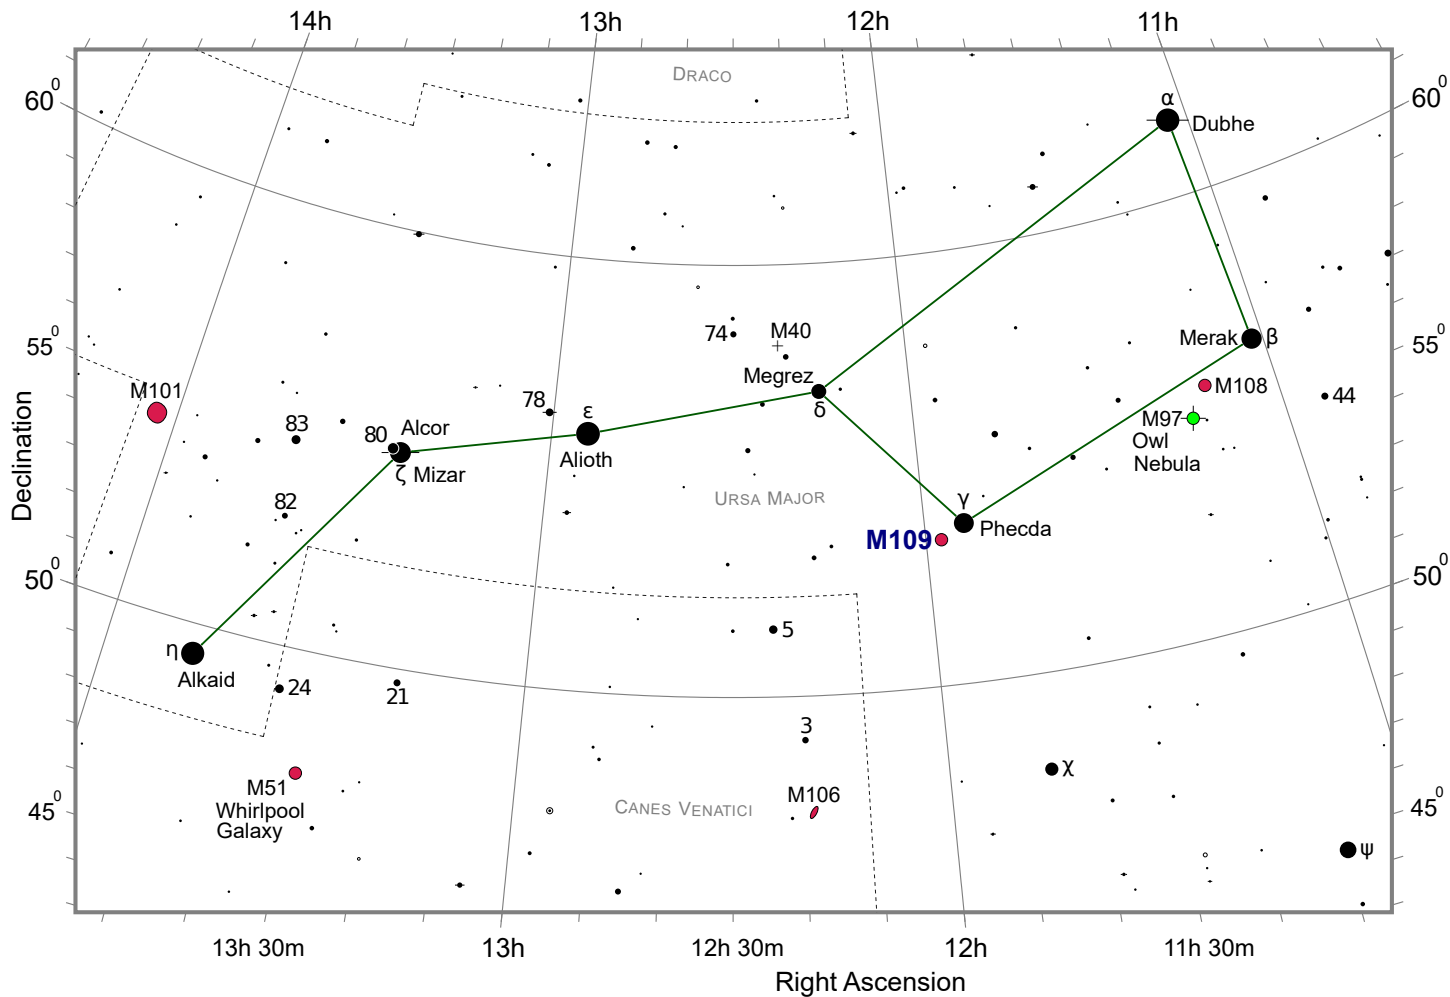 14h
13h
12h
11h
DRACO
60⁰
60⁰
α
Dubhe
55⁰
55⁰
74
M40
Merak
β
Megrez
δ
M108
M101
78
ε
44
M97
Owl
Nebula
83
80
Alcor
ζ
Mizar
Alioth
82
URSA MAJOR
γ
Phecda
M109
50⁰
50⁰
5
η
Alkaid
24
21
3
χ
M51
Whirlpool
Galaxy
M106
CANES VENATICI
45⁰
45⁰
ψ
Declination
13h 30m
13h
12h 30m
12h
11h 30m
Right Ascension